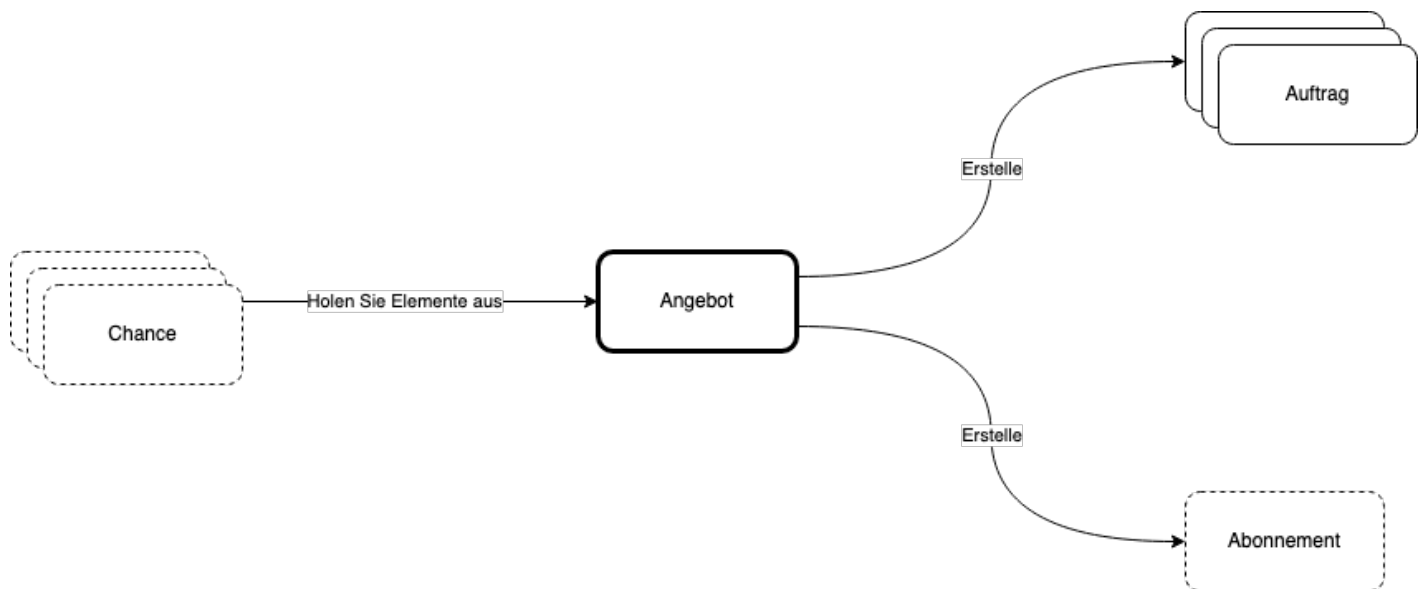 Auftrag
Erstelle
Holen Sie Elemente aus
Angebot
Chance
Erstelle
Abonnement